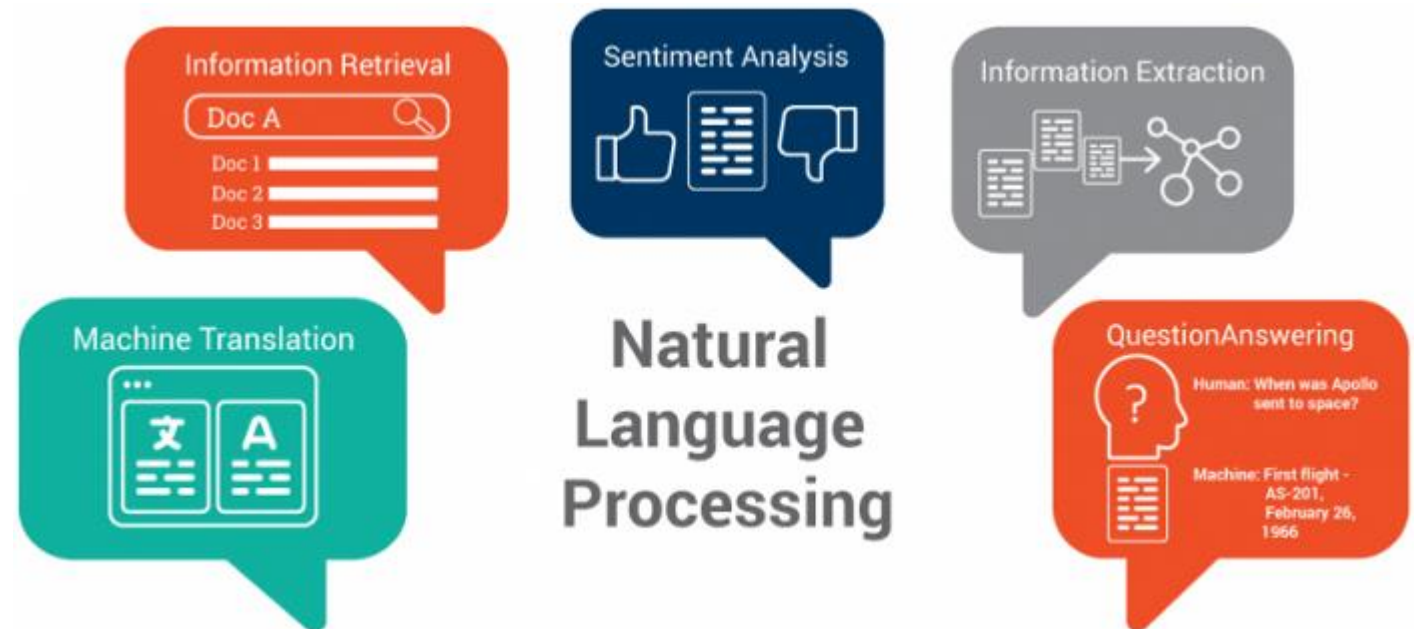 Information Retrieval
Doc A
Doc 1
Doc 2
Doc 3
Sentiment Analysis
Information Extraction
Machine Translation
文 A
Natural
Language
Processing
QuestionAnswering
?
Human: When was Apollo
sent to space?
Machine: First flight -
AS-201,
February 26,
1966